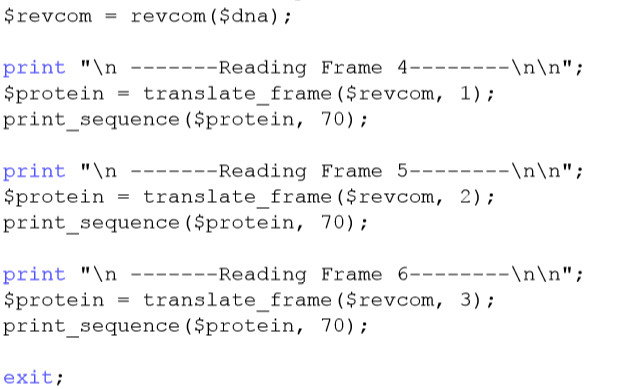 $revcom = revcom($dna);
print "\n -------Reading Frame 4--------\n\n";
$protein = translate_frame($revcom, 1);
print_sequence($protein, 70);
print "\n -------Reading Frame 5--------\n\n";
$protein = translate_frame($revcom, 2);
print_sequence($protein, 70);
print "\n -------Reading Frame 6--------\n\n";
$protein = translate_frame($revcom, 3);
print_sequence($protein, 70);
exit;